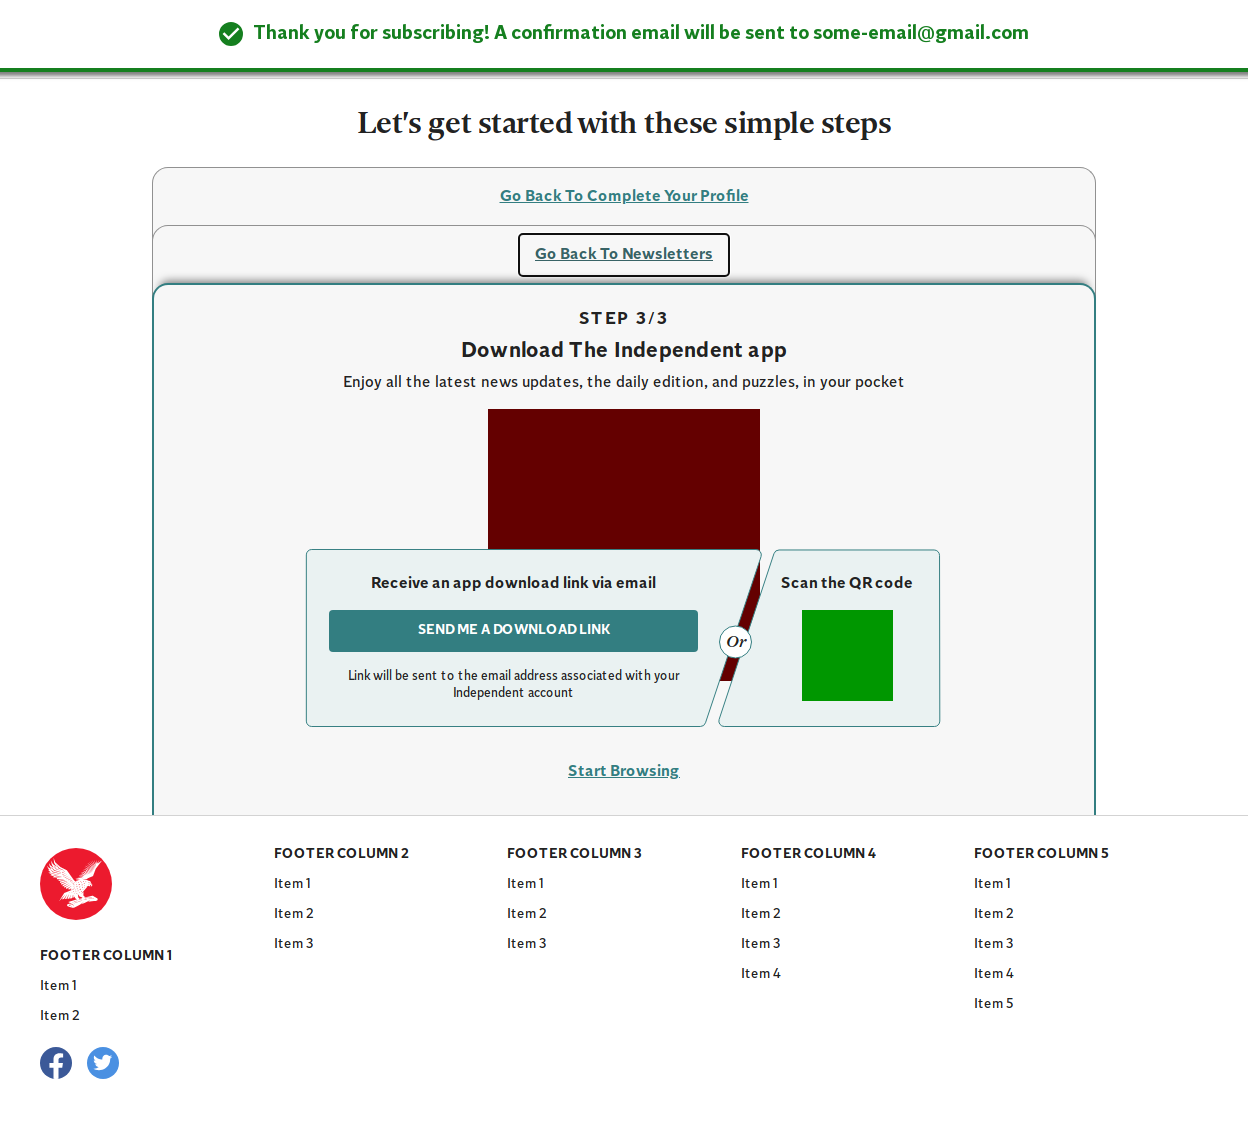 Thank you for subscribing! A confirmation email will be sent to some-email@gmail.com
Let's get started with these simple steps
Go Back To Complete Your Profile
Go Back To Newsletters
STEP 3/3
Download The Independent app
Enjoy all the latest news updates, the daily edition, and puzzles, in your pocket
Receive an app download link via email
SEND ME A DOWNLOAD LINK
Link will be sent to the email address associated with your
Independent account
Or
Scan the QR code
Start Browsing
FOOTER COLUMN 1
Item 1
Item 2
FOOTER COLUMN 2
Item 1
Item 2
Item 3
FOOTER COLUMN 3
Item 1
Item 2
Item 3
FOOTER COLUMN 4
Item 1
Item 2
Item 3
Item 4
FOOTER COLUMN 5
Item 1
Item 2
Item 3
Item 4
Item 5